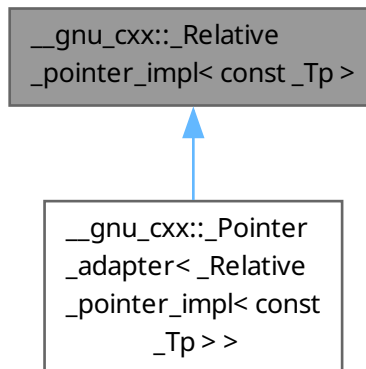 __gnu_cxx::_Relative
_pointer_impl< const _Tp >
__gnu_cxx::_Pointer
_adapter< _Relative
_pointer_impl< const
_Tp > >